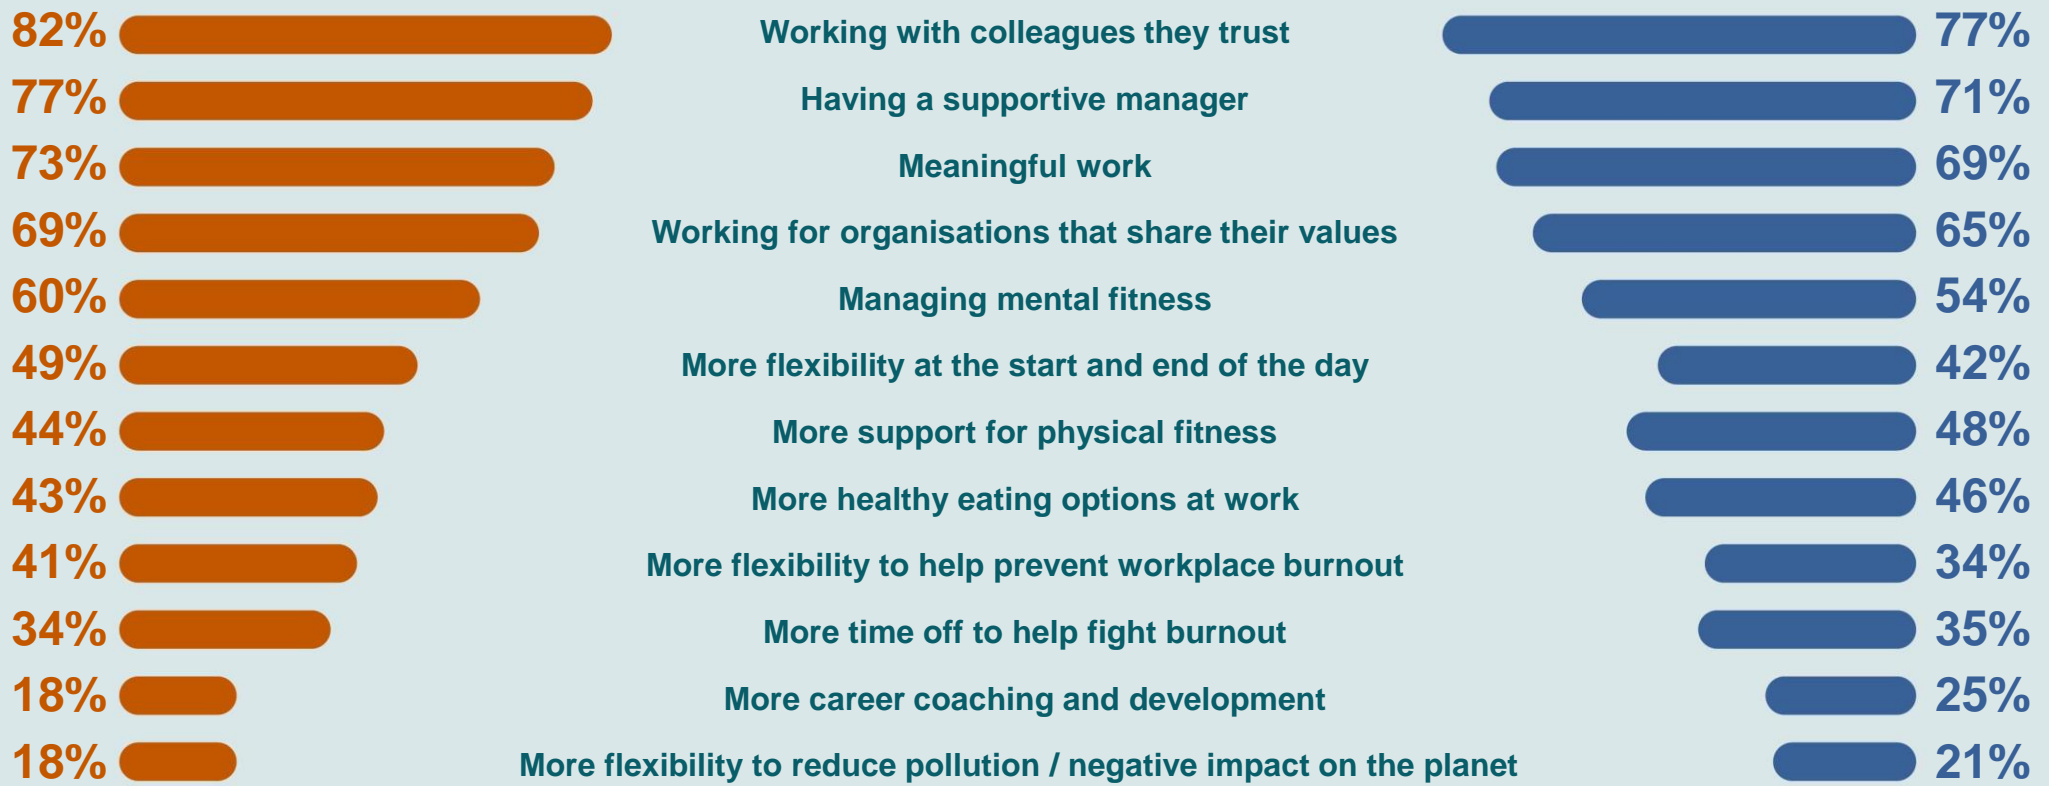 82% Working with colleagues they trust 77%
77% Having a supportive manager 71%
73% Meaningful work 69%
69% Working for organisations that share their values 65%
60% Managing mental fitness 54%
49% More flexibility at the start and end of the day 42%
44% More support for physical fitness 48%
43% More healthy eating options at work 46%
41% More flexibility to help prevent workplace burnout 34%
34% More time off to help fight burnout 35%
18% More career coaching and development 25%
18% More flexibility to reduce pollution / negative impact on the planet 21%